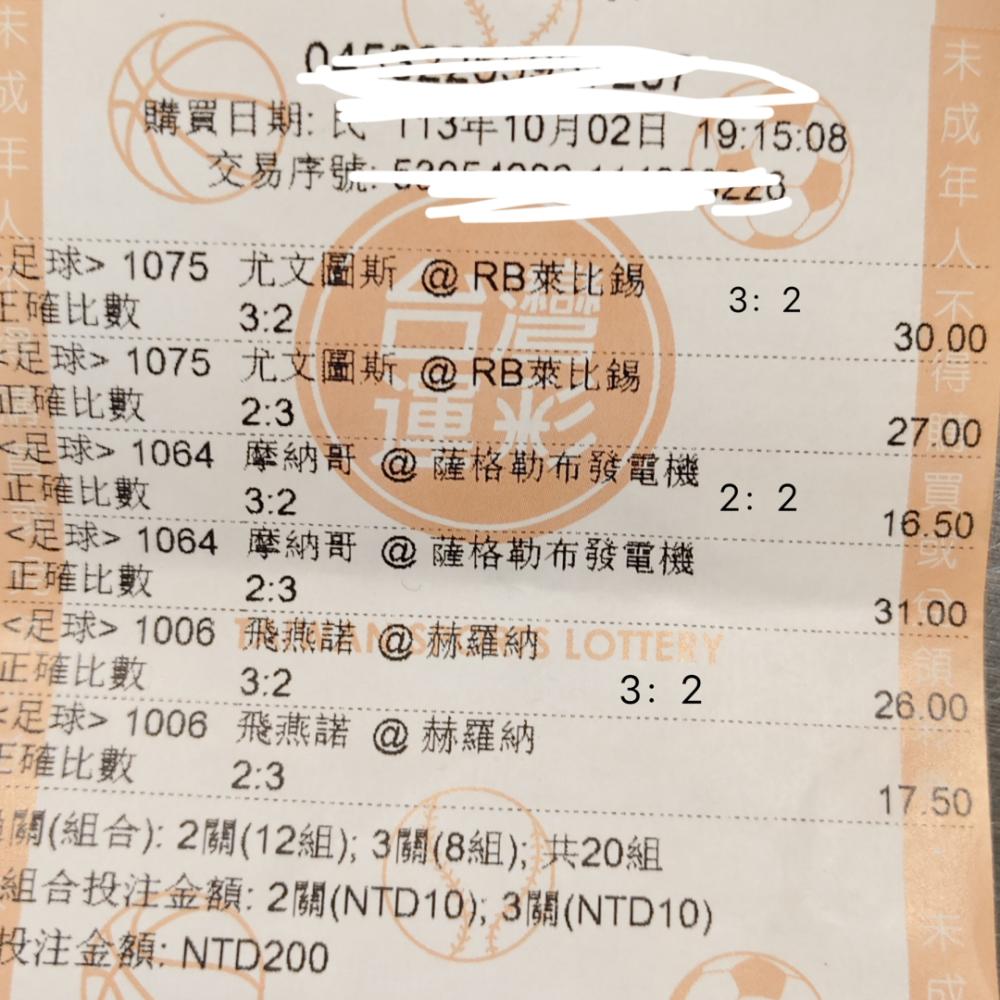 購買日期: 民 113年10月02日 19:15:08
交易序號:
<足球> 1075 尤文圖斯 @ RB萊比錫
3: 2
正確比數 3:2 30.00
<足球> 1075 尤文圖斯 @ RB萊比錫
正確比數 2:3 27.00
<足球> 1064 摩納哥 @ 薩格勒布發電機
2: 2
正確比數 3:2 16.50
<足球> 1064 摩納哥 @ 薩格勒布發電機
正確比數 2:3 31.00
<足球> 1006 飛燕諾 @ 赫羅納
正確比數 3:2 3: 2 26.00
<足球> 1006 飛燕諾 @ 赫羅納
正確比數 2:3 17.50
關(組合): 2關(12組); 3關(8組); 共20組
組合投注金額: 2關(NTD10); 3關(NTD10)
投注金額: NTD200
台灣
運彩
TAIWAN SPORTS LOTTERY
未成年人
未成年人不得購買或兌領